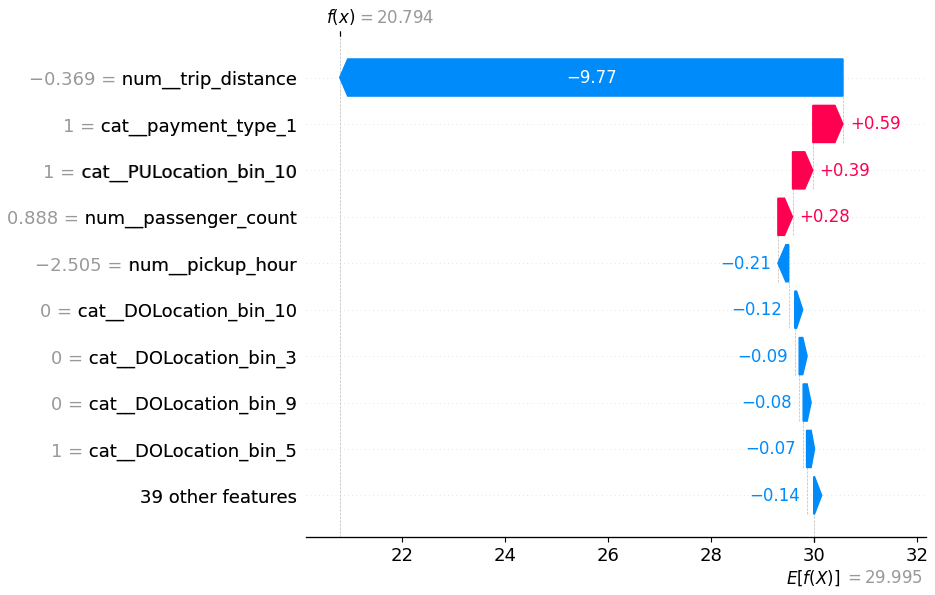 f(x) = 20.794
−0.369 = num__trip_distance
−9.77
1 = cat__payment_type_1
+0.59
1 = cat__PULocation_bin_10
+0.39
0.888 = num__passenger_count
+0.28
−2.505 = num__pickup_hour
−0.21
0 = cat__DOLocation_bin_10
−0.12
0 = cat__DOLocation_bin_3
−0.09
0 = cat__DOLocation_bin_9
−0.08
1 = cat__DOLocation_bin_5
−0.07
39 other features
−0.14
22 24 26 28 30 32
E[f(X)] = 29.995